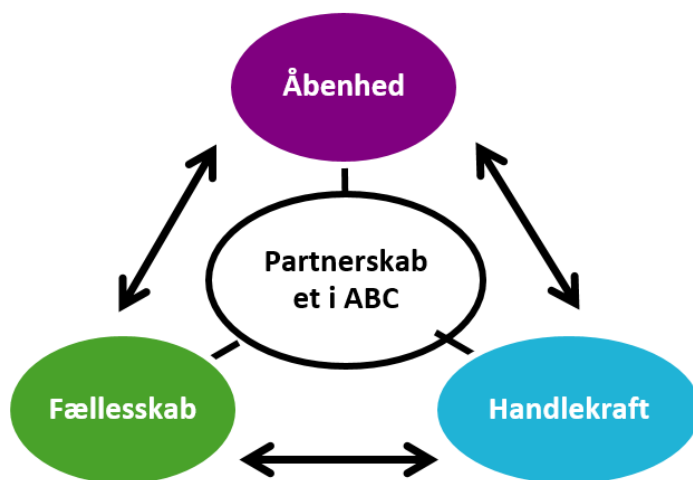 Åbenhed
Partnerskab
et i ABC
Fællesskab
Handlekraft